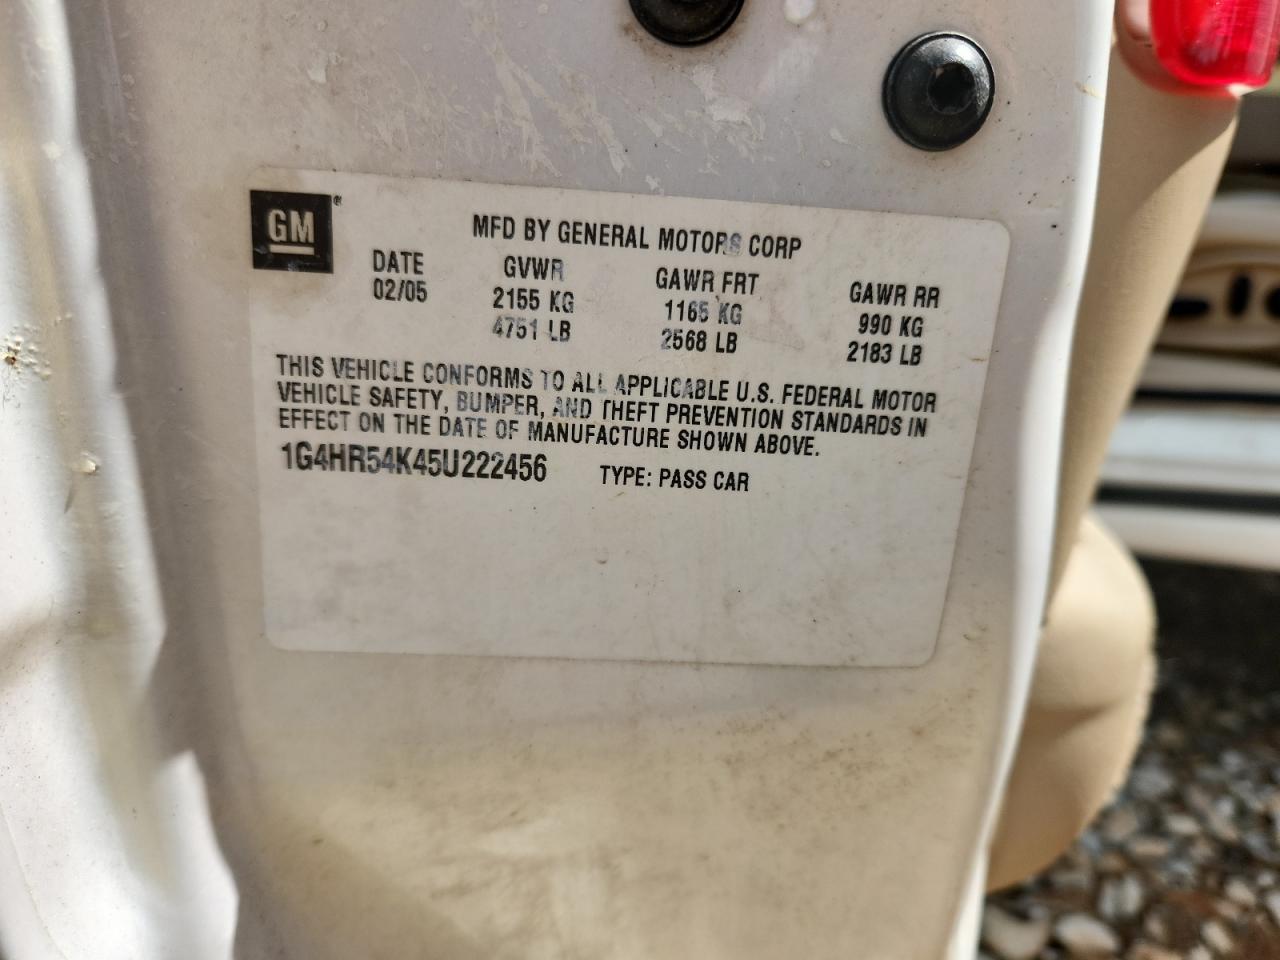 GM®
MFD BY GENERAL MOTORS CORP
DATE GVWR GAWR FRT GAWR RR
02/05 2155 KG 1165 KG 990 KG
4751 LB 2568 LB 2183 LB
THIS VEHICLE CONFORMS TO ALL APPLICABLE U.S. FEDERAL MOTOR
VEHICLE SAFETY, BUMPER, AND THEFT PREVENTION STANDARDS IN
EFFECT ON THE DATE OF MANUFACTURE SHOWN ABOVE.
1G4HR54K45U222456 TYPE: PASS CAR